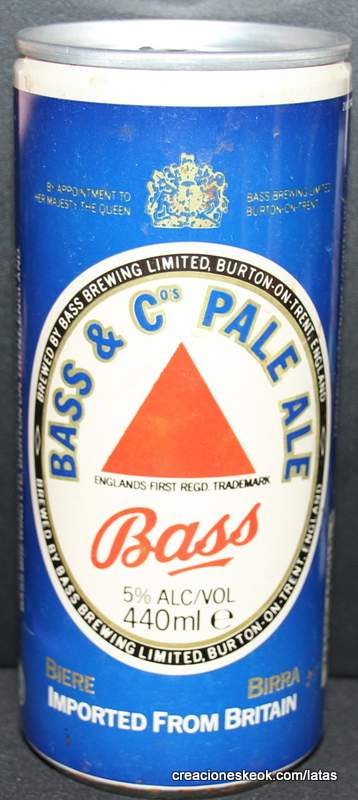 BY APPOINTMENT TO
HER MAJESTY THE QUEEN
BASS BREWING LIMITED
BURTON-ON-TRENT
BREWED BY BASS BREWING LIMITED, BURTON-ON-TRENT, ENGLAND
BASS & Co's PALE ALE
ENGLANDS FIRST REGD. TRADEMARK
Bass
5% ALC/VOL
440ml e
BREWED BY BASS BREWING LIMITED, BURTON-ON-TRENT, ENGLAND
BIERE
BIRRA
IMPORTED FROM BRITAIN
creacioneskeok.com/latas